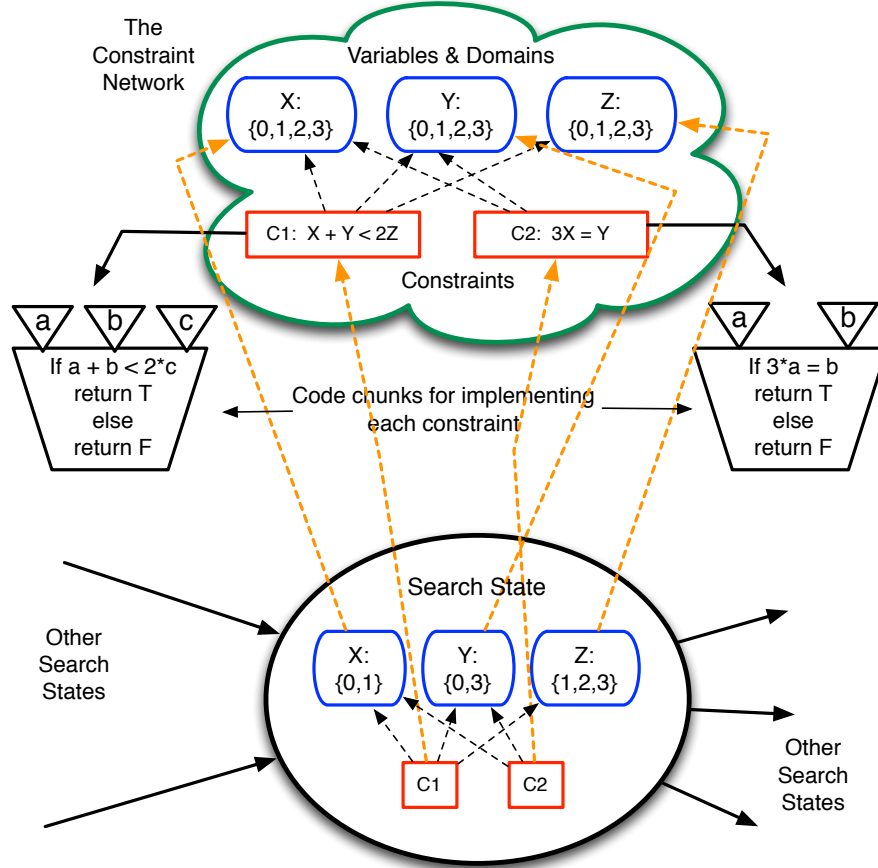 The
Constraint
Network
Variables & Domains
X:
{0,1,2,3}
Y:
{0,1,2,3}
Z:
{0,1,2,3}
C1: X + Y < 2Z
C2: 3X = Y
Constraints
a
b
c
If a + b < 2*c
return T
else
return F
Code chunks for implementing
each constraint
a
b
If 3*a = b
return T
else
return F
Search State
Other
Search
States
X:
{0,1}
Y:
{0,3}
Z:
{1,2,3}
C1
C2
Other
Search
States